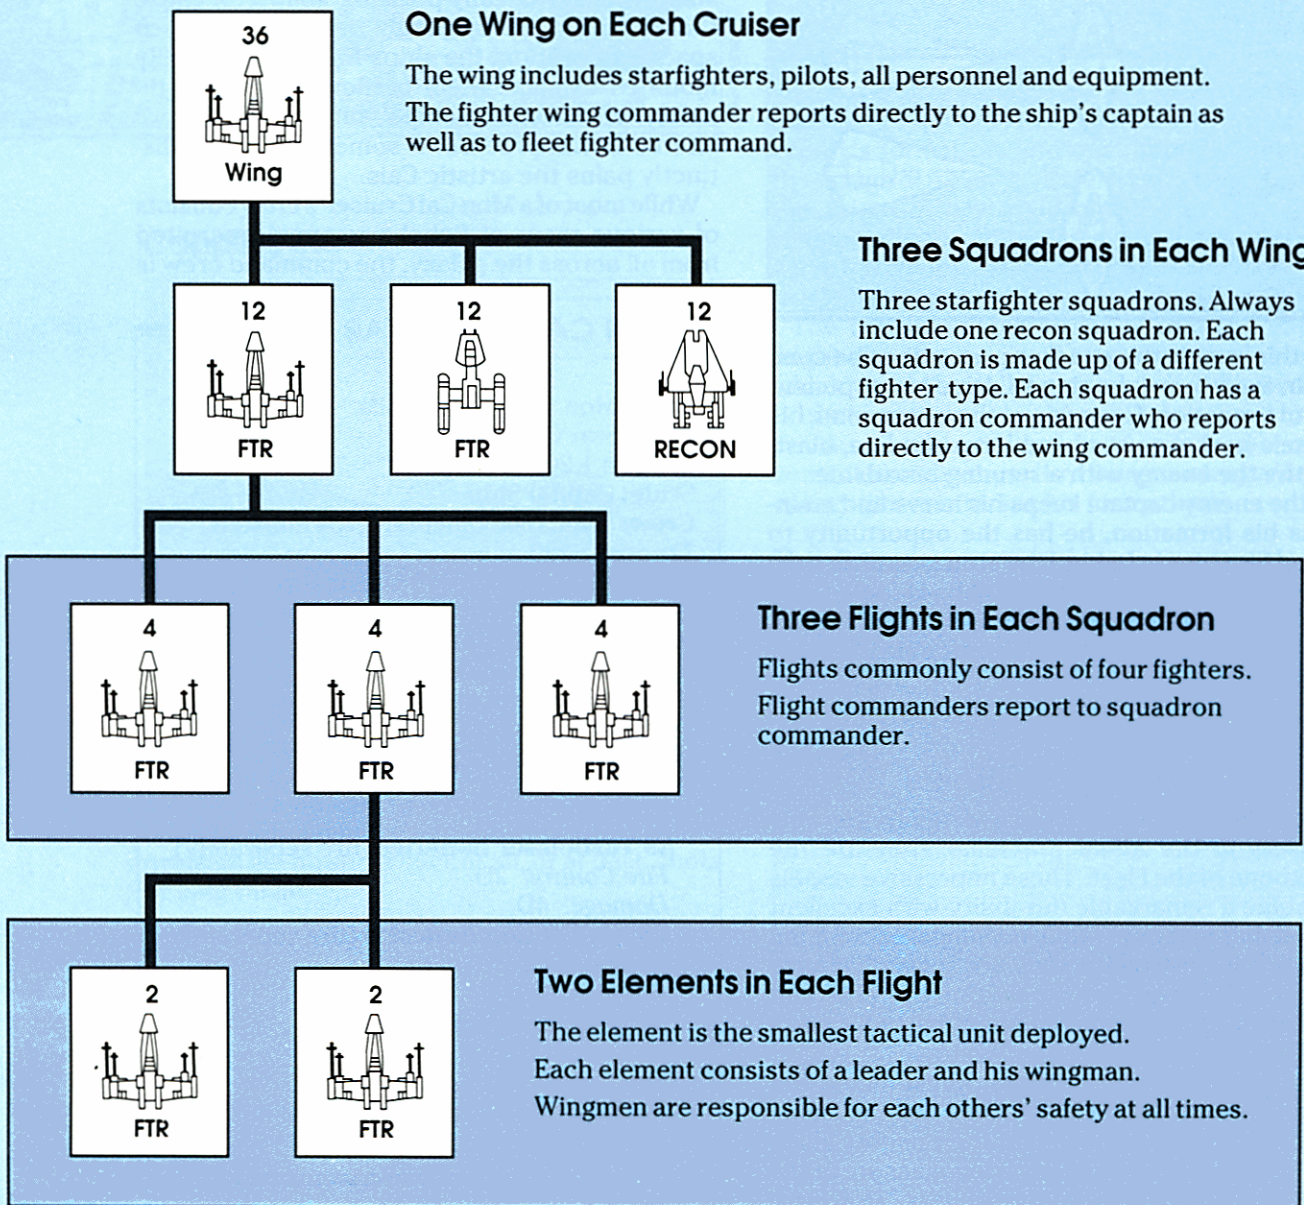 One Wing on Each Cruiser
36
Wing
The wing includes starfighters, pilots, all personnel and equipment.
The fighter wing commander reports directly to the ship's captain as
well as to fleet fighter command.
12
FTR
12
FTR
12
RECON
Three Squadrons in Each Wing
Three starfighter squadrons. Always
include one recon squadron. Each
squadron is made up of a different
fighter type. Each squadron has a
squadron commander who reports
directly to the wing commander.
4
FTR
4
FTR
4
FTR
Three Flights in Each Squadron
Flights commonly consist of four fighters.
Flight commanders report to squadron
commander.
2
FTR
2
FTR
Two Elements in Each Flight
The element is the smallest tactical unit deployed.
Each element consists of a leader and his wingman.
Wingmen are responsible for each others' safety at all times.